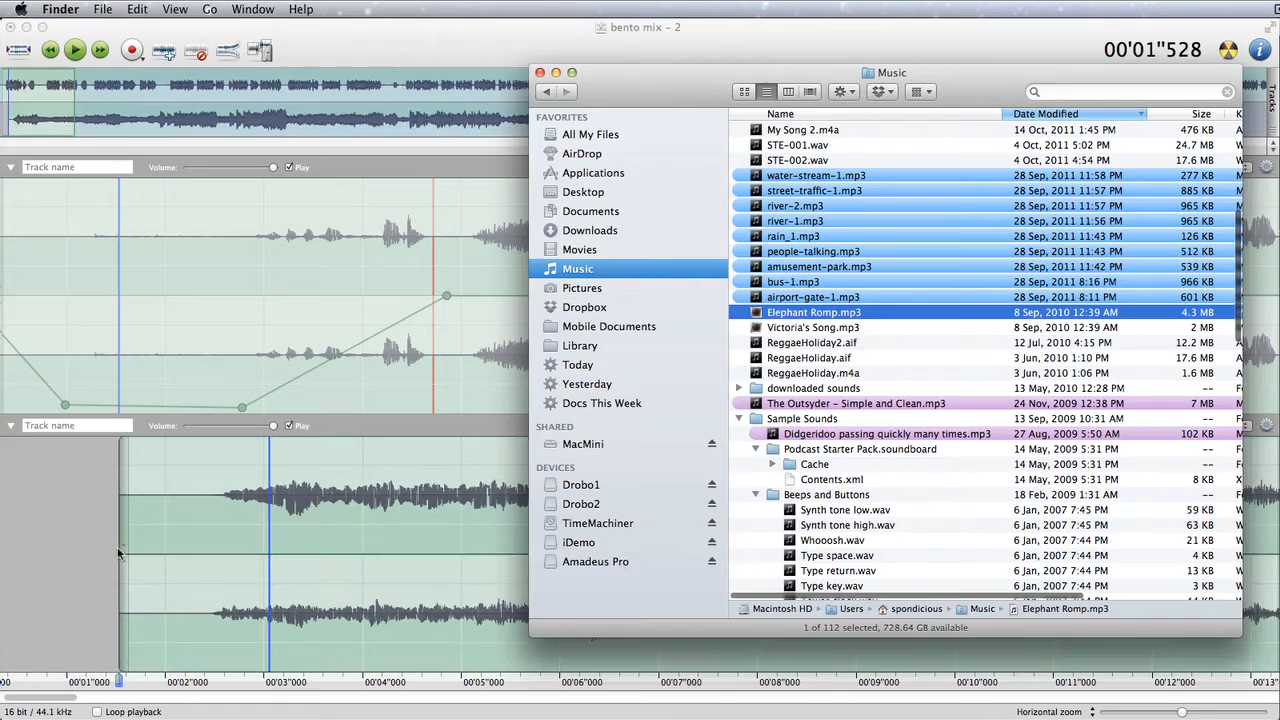 Finder File Edit View Go Window Help
bento mix – 2
00'01"528
Tracks
Music
FAVORITES
All My Files
AirDrop
Applications
Desktop
Documents
Downloads
Movies
Music
Pictures
Dropbox
Mobile Documents
Library
Today
Yesterday
Docs This Week
SHARED
MacMini
DEVICES
Drobo1
Drobo2
TimeMachiner
iDemo
Amadeus Pro
Name Date Modified Size
My Song 2.m4a 14 Oct, 2011 1:45 PM 476 KB A
STE-001.wav 4 Oct, 2011 5:02 PM 24.7 MB W
STE-002.wav 4 Oct, 2011 4:54 PM 17.6 MB W
water-stream-1.mp3 28 Sep, 2011 11:58 PM 277 KB M
street-traffic-1.mp3 28 Sep, 2011 11:57 PM 885 KB M
river-2.mp3 28 Sep, 2011 11:57 PM 965 KB M
river-1.mp3 28 Sep, 2011 11:56 PM 965 KB M
rain_1.mp3 28 Sep, 2011 11:43 PM 126 KB M
people-talking.mp3 28 Sep, 2011 11:43 PM 512 KB M
amusement-park.mp3 28 Sep, 2011 11:42 PM 539 KB M
bus-1.mp3 28 Sep, 2011 8:16 PM 966 KB M
airport-gate-1.mp3 28 Sep, 2011 8:11 PM 601 KB M
Elephant Romp.mp3 8 Sep, 2010 12:39 AM 4.3 MB M
Victoria's Song.mp3 8 Sep, 2010 12:39 AM 2 MB M
ReggaeHoliday2.aif 12 Jul, 2010 4:15 PM 12.2 MB A
ReggaeHoliday.aif 3 Jun, 2010 1:10 PM 17.6 MB A
ReggaeHoliday.m4a 3 Jun, 2010 1:06 PM 1.6 MB A
downloaded sounds 13 May, 2010 12:28 PM -- F
The Outsyder – Simple and Clean.mp3 24 Nov, 2009 12:38 PM 7 MB M
Sample Sounds 13 Sep, 2009 10:31 AM -- F
Didgeridoo passing quickly many times.mp3 27 Aug, 2009 5:50 AM 102 KB M
Podcast Starter Pack.soundboard 14 May, 2009 5:31 PM -- F
Cache 14 May, 2009 5:31 PM -- F
Contents.xml 14 May, 2009 5:31 PM 8 KB X
Beeps and Buttons 18 Feb, 2009 1:31 AM -- F
Synth tone low.wav 6 Jan, 2007 7:45 PM 59 KB W
Synth tone high.wav 6 Jan, 2007 7:45 PM 63 KB W
Whooosh.wav 6 Jan, 2007 7:44 PM 21 KB W
Type space.wav 6 Jan, 2007 7:44 PM 4 KB W
Type return.wav 6 Jan, 2007 7:44 PM 13 KB W
Type key.wav 6 Jan, 2007 7:44 PM 4 KB W
Macintosh HD Users spondicious Music Elephant Romp.mp3
1 of 112 selected, 728.64 GB available
Track name Volume: Play
Track name Volume: Play
00 00'01"000 00'02"000 00'03"000 00'04"000 00'05"000 00'06"000 00'07"000 00'08"000 00'09"000 00'10"000 00'11"000 00'12"000 00'13"
16 bit / 44.1 kHz Loop playback Horizontal zoom